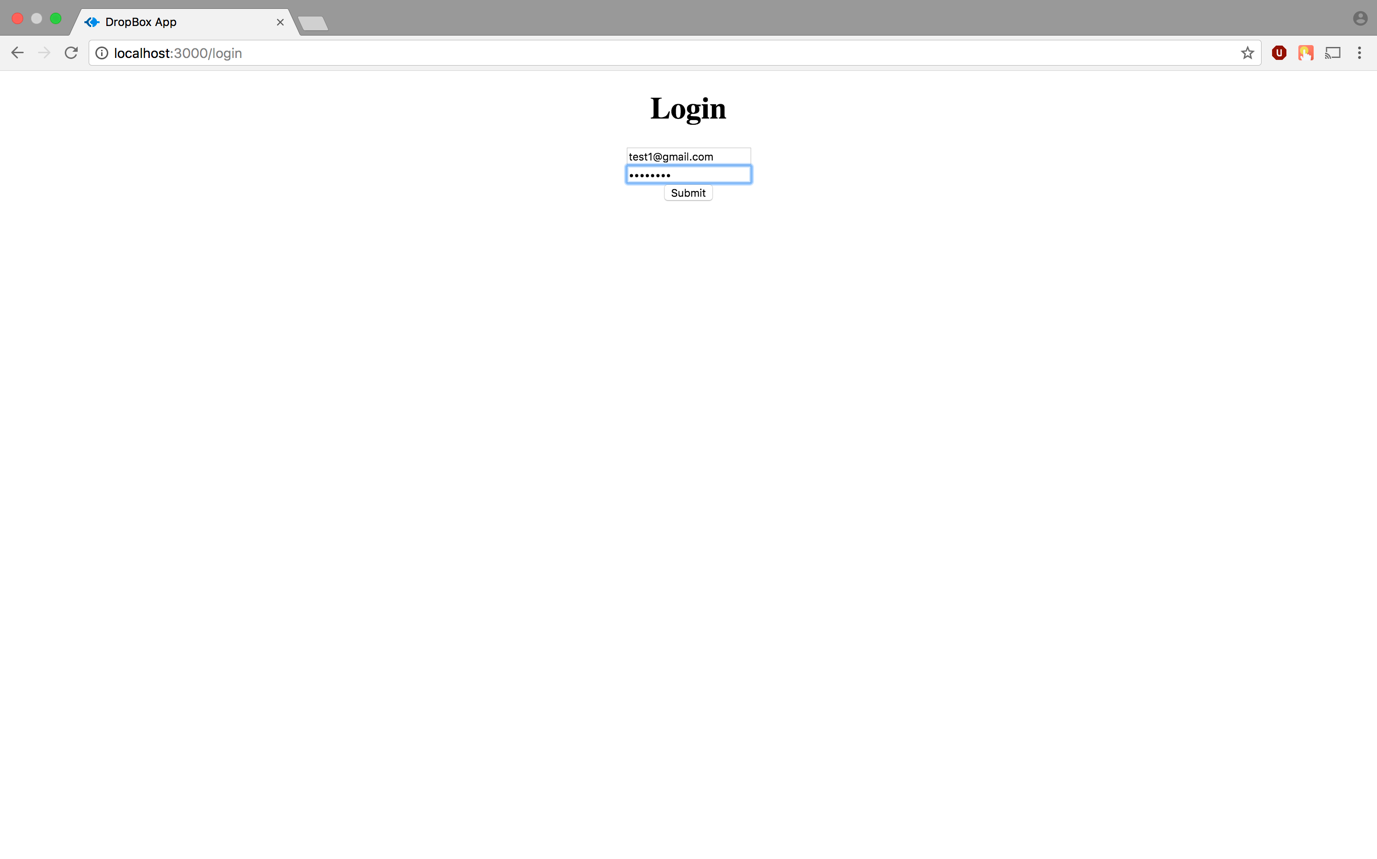 DropBox App
localhost:3000/login
Login
test1@gmail.com
••••••••
Submit